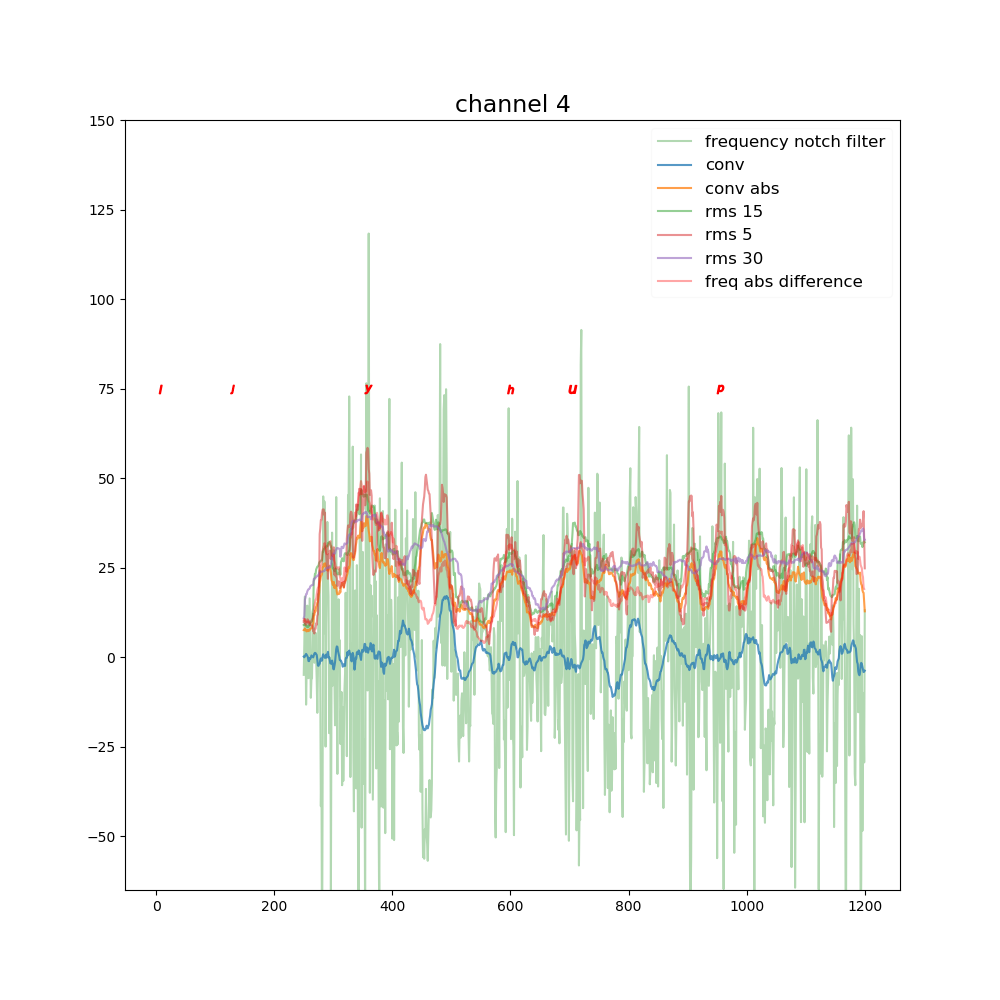 channel 4
150
125
100
75
50
25
0
−25
−50
frequency notch filter
conv
conv abs
rms 15
rms 5
rms 30
freq abs difference
y h u p
0 200 400 600 800 1000 1200